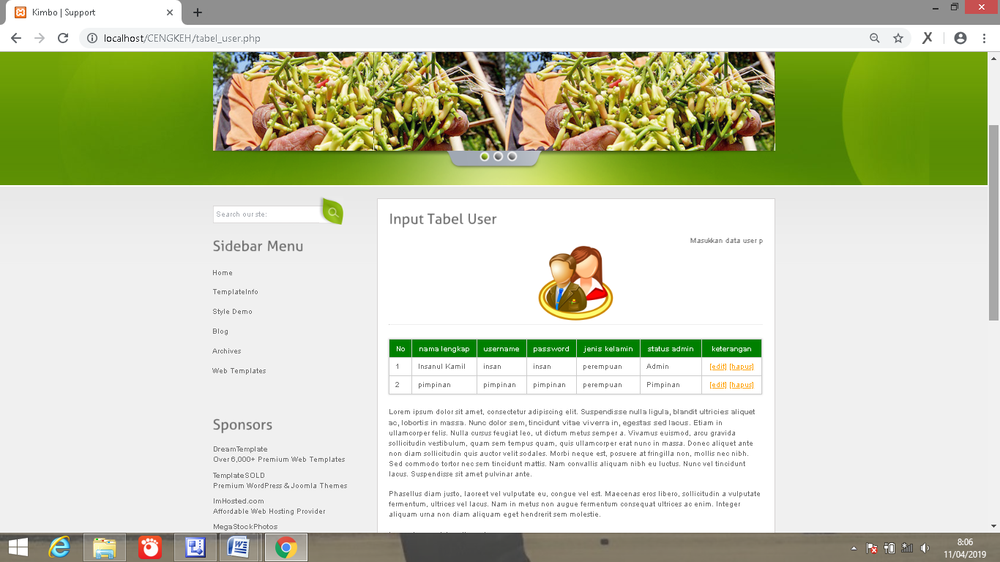 Kimbo | Support
localhost/CENGKEH/tabel_user.php
Search our site:
Sidebar Menu
Home
TemplateInfo
Style Demo
Blog
Archives
Web Templates
Sponsors
DreamTemplate
Over 6,000+ Premium Web Templates
TemplateSOLD
Premium WordPress & Joomla Themes
ImHosted.com
Affordable Web Hosting Provider
MegaStockPhotos
Input Tabel User
Masukkan data user p
No nama lengkap username password jenis kelamin status admin keterangan
1 Insanul Kamil insan insan perempuan Admin [edit] [hapus]
2 pimpinan pimpinan pimpinan perempuan Pimpinan [edit] [hapus]
Lorem ipsum dolor sit amet, consectetur adipiscing elit. Suspendisse nulla ligula, blandit ultricies aliquet
ac, lobortis in massa. Nunc dolor sem, tincidunt vitae viverra in, egestas sed lacus. Etiam in
ullamcorper felis. Nulla cursus feugiat leo, ut dictum metus semper a. Vivamus euismod, arcu gravida
sollicitudin vestibulum, quam sem tempus quam, quis ullamcorper erat nunc in massa. Donec aliquet ante
non diam sollicitudin quis auctor velit sodales. Morbi neque est, posuere at fringilla non, mollis nec nibh.
Sed commodo tortor nec sem tincidunt mattis. Nam convallis aliquam nibh eu luctus. Nunc vel tincidunt
lacus. Suspendisse sit amet pulvinar ante.
Phasellus diam justo, laoreet vel vulputate eu, congue vel est. Maecenas eros libero, sollicitudin a vulputate
fermentum, ultrices vel lacus. Nam in metus non augue fermentum consequat ultrices ac enim. Integer
aliquam urna non diam aliquam eget hendrerit sem molestie.
8:06
11/04/2019